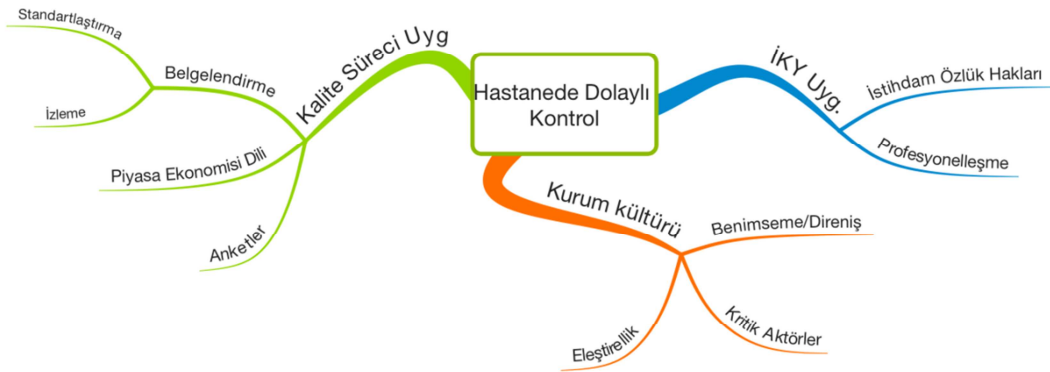 Hastanede Dolaylı
Kontrol
Kalite Süreci Uyg
Belgelendirme
Standartlaştırma
İzleme
Piyasa Ekonomisi Dili
Anketler
İKY Uyg.
İstihdam Özlük Hakları
Profesyonelleşme
Kurum kültürü
Benimseme/Direniş
Kritik Aktörler
Eleştirellik